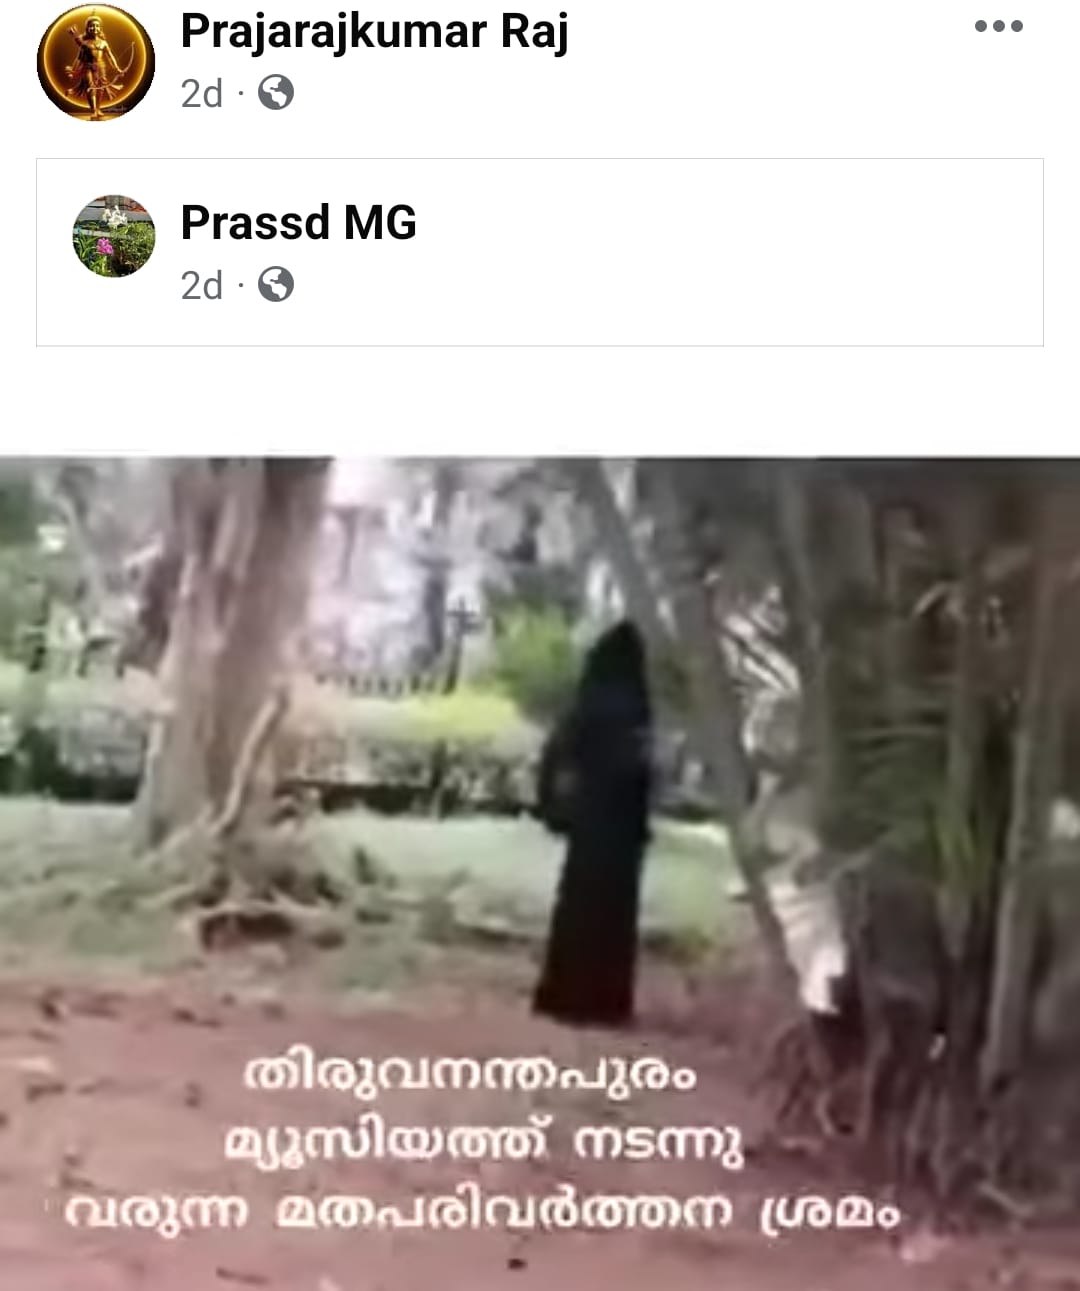 Prajarajkumar Raj
2d ·
Prassd MG
2d ·
തിരുവനന്തപുരം
മ്യൂസിയത്ത് നടന്നു
വരുന്ന മതപരിവർത്തന ശ്രമം